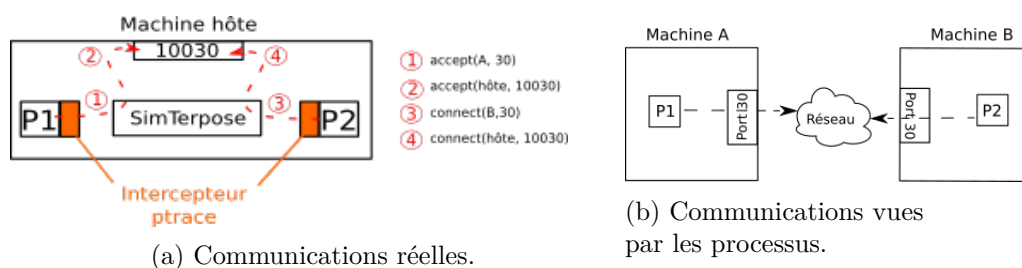 Machine hôte
10030
P1
SimTerpose
P2
Intercepteur
ptrace
1 accept(A, 30)
2 accept(hôte, 10030)
3 connect(B,30)
4 connect(hôte, 10030)
1
2
3
4
(a) Communications réelles.
Machine A
P1
Port 30
Réseau
Machine B
Port 30
P2
(b) Communications vues
par les processus.